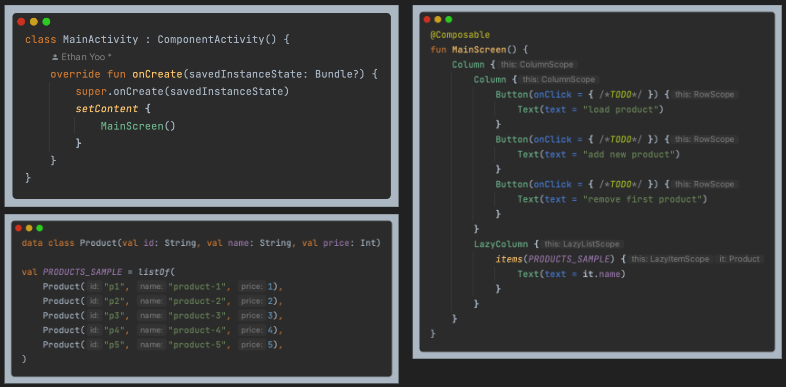 class MainActivity : ComponentActivity() {
Ethan Yoo *
override fun onCreate(savedInstanceState: Bundle?) {
super.onCreate(savedInstanceState)
setContent {
MainScreen()
}
}
}
data class Product(val id: String, val name: String, val price: Int)
val PRODUCTS_SAMPLE = listOf(
Product( id: "p1", name: "product-1", price: 1),
Product( id: "p2", name: "product-2", price: 2),
Product( id: "p3", name: "product-3", price: 3),
Product( id: "p4", name: "product-4", price: 4),
Product( id: "p5", name: "product-5", price: 5),
)
@Composable
fun MainScreen() {
Column { this: ColumnScope
Column { this: ColumnScope
Button(onClick = { /*TODO*/ }) { this: RowScope
Text(text = "load product")
}
Button(onClick = { /*TODO*/ }) { this: RowScope
Text(text = "add new product")
}
Button(onClick = { /*TODO*/ }) { this: RowScope
Text(text = "remove first product")
}
}
LazyColumn { this: LazyListScope
items(PRODUCTS_SAMPLE) { this: LazyItemScope it: Product
Text(text = it.name)
}
}
}
}